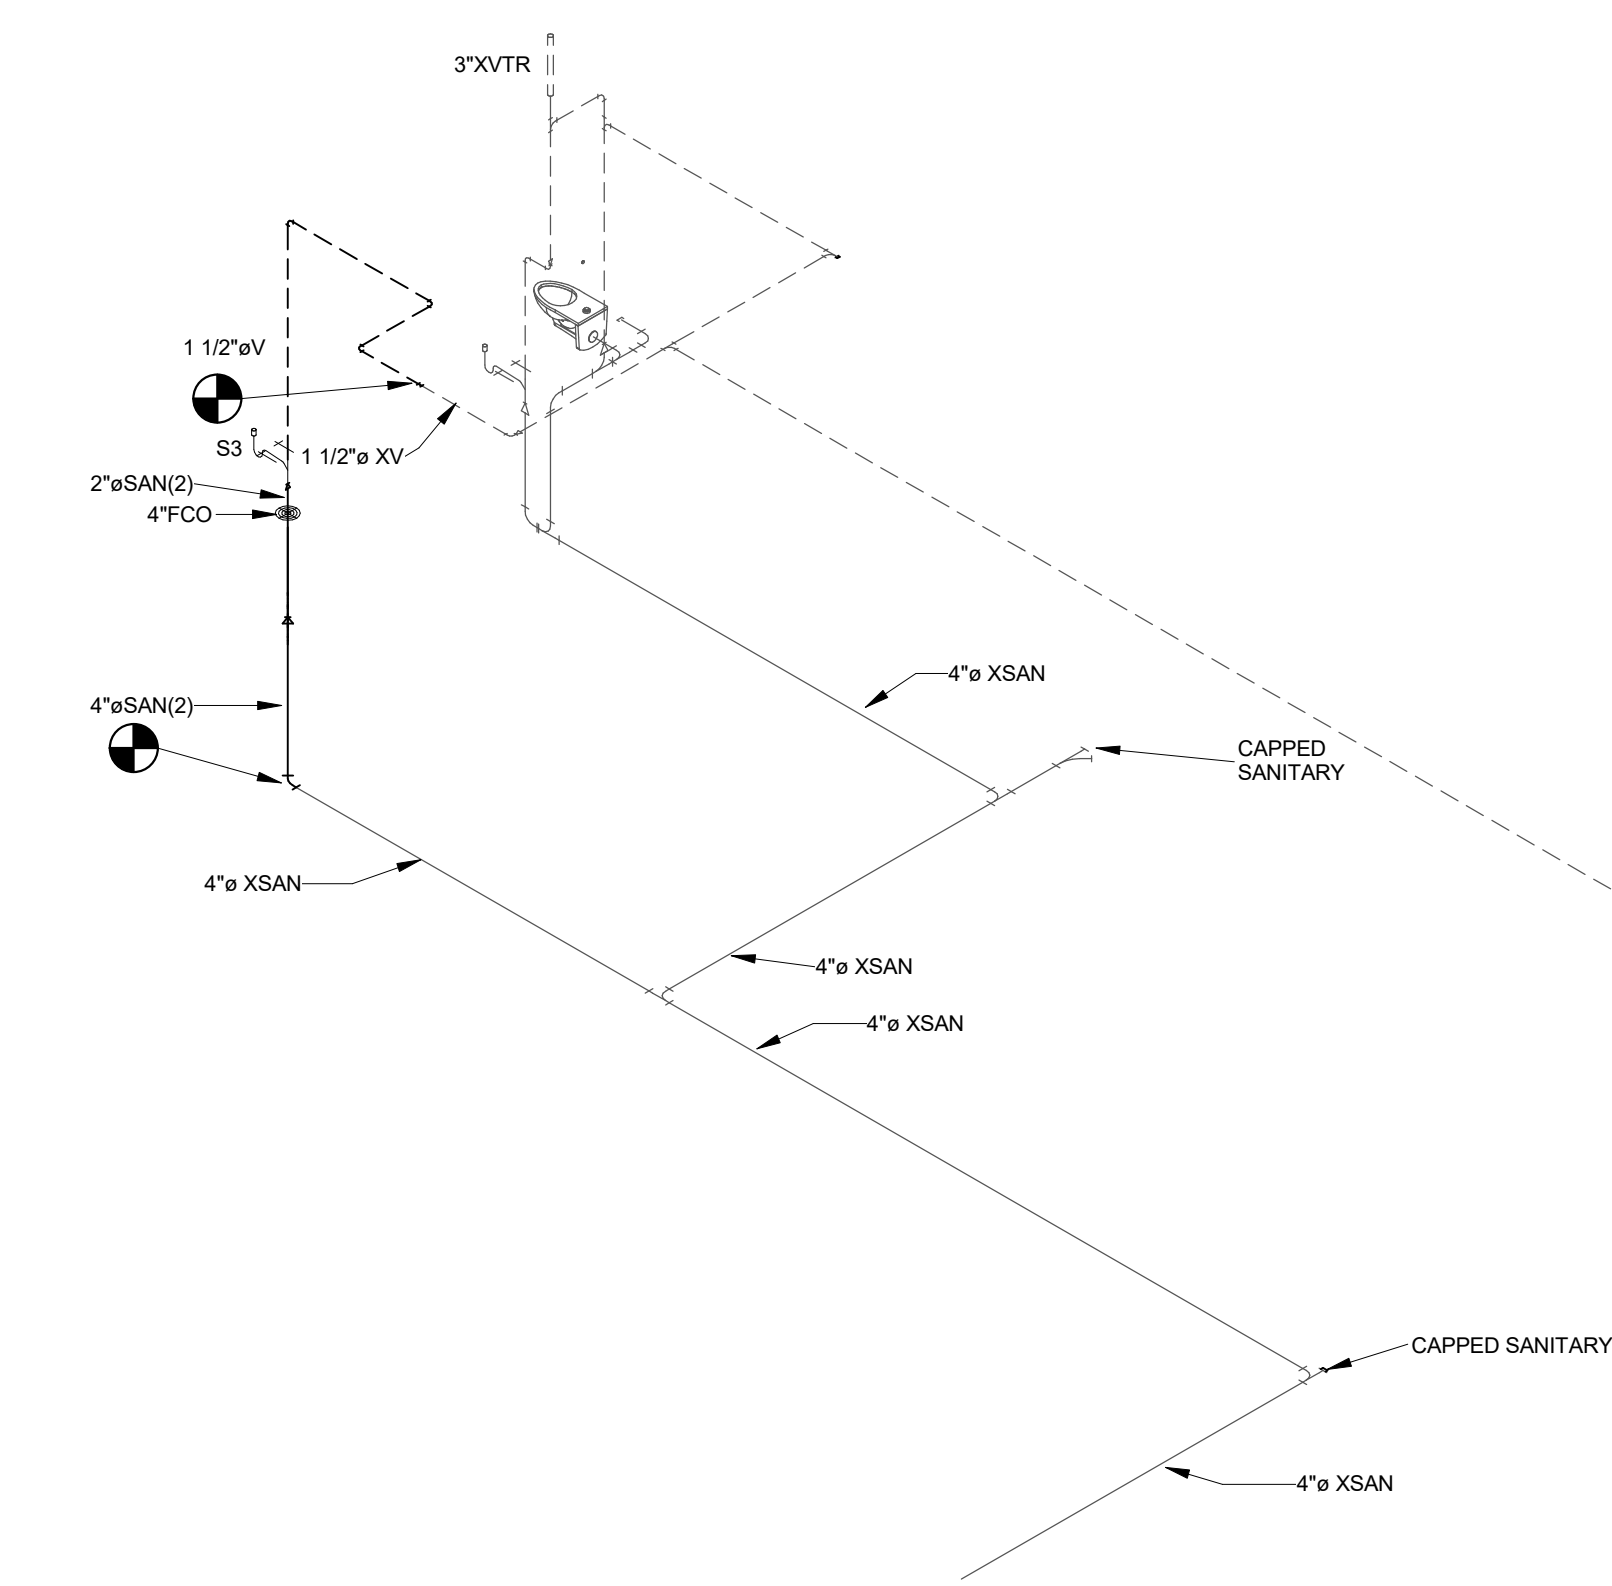 3"XVTR
1 1/2"øV
S3
1 1/2"ø XV
2"øSAN(2)
4"FCO
4"ø XSAN
4"øSAN(2)
CAPPED
SANITARY
4"ø XSAN
4"ø XSAN
4"ø XSAN
CAPPED SANITARY
4"ø XSAN